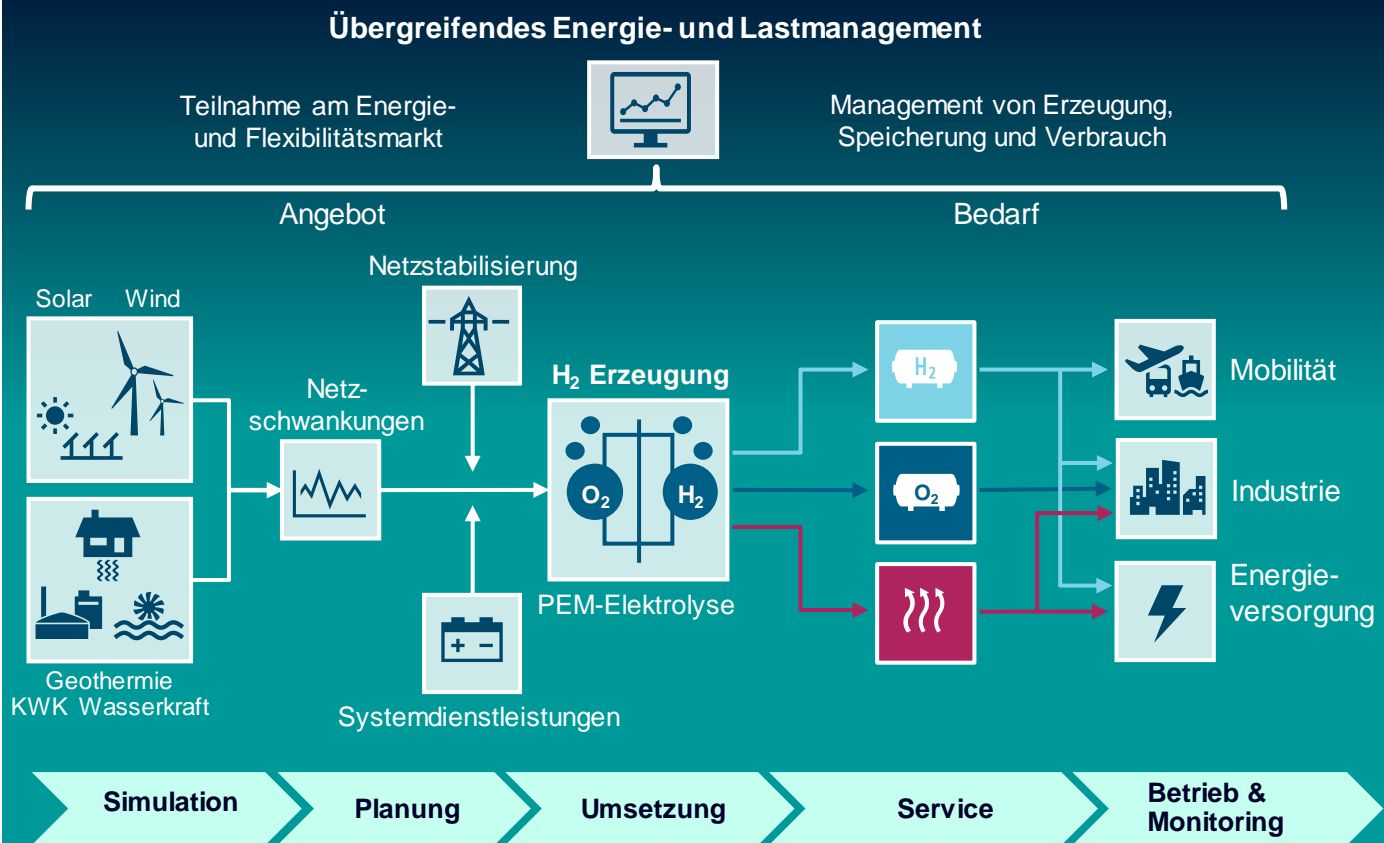 Übergreifendes Energie- und Lastmanagement
Teilnahme am Energie-
und Flexibilitätsmarkt
Management von Erzeugung,
Speicherung und Verbrauch
Angebot
Bedarf
Netzstabilisierung
Solar Wind
Netz-
schwankungen
H₂ Erzeugung
O₂ H₂
PEM-Elektrolyse
Geothermie
KWK Wasserkraft
+ −
Systemdienstleistungen
H₂
O₂
Mobilität
Industrie
Energie-
versorgung
Simulation
Planung
Umsetzung
Service
Betrieb &
Monitoring